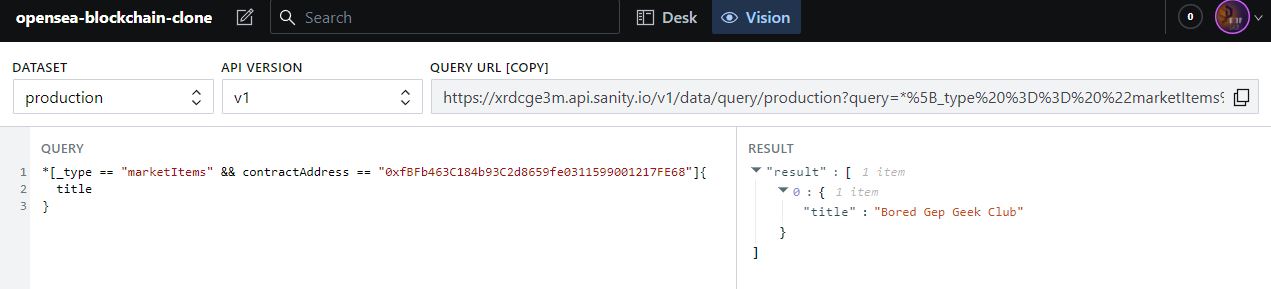 opensea-blockchain-clone Search Desk Vision 0
DATASET API VERSION QUERY URL [COPY]
production v1 https://xrdcge3m.api.sanity.io/v1/data/query/production?query=*%5B_type%20%3D%3D%20%22marketItems%
QUERY
1 *[_type == "marketItems" && contractAddress == "0xfBFb463C184b93C2d8659fe0311599001217FE68"]{
2 title
3 }
RESULT
"result" : [ 1 item
0 : { 1 item
"title" : "Bored Gep Geek Club"
}
]